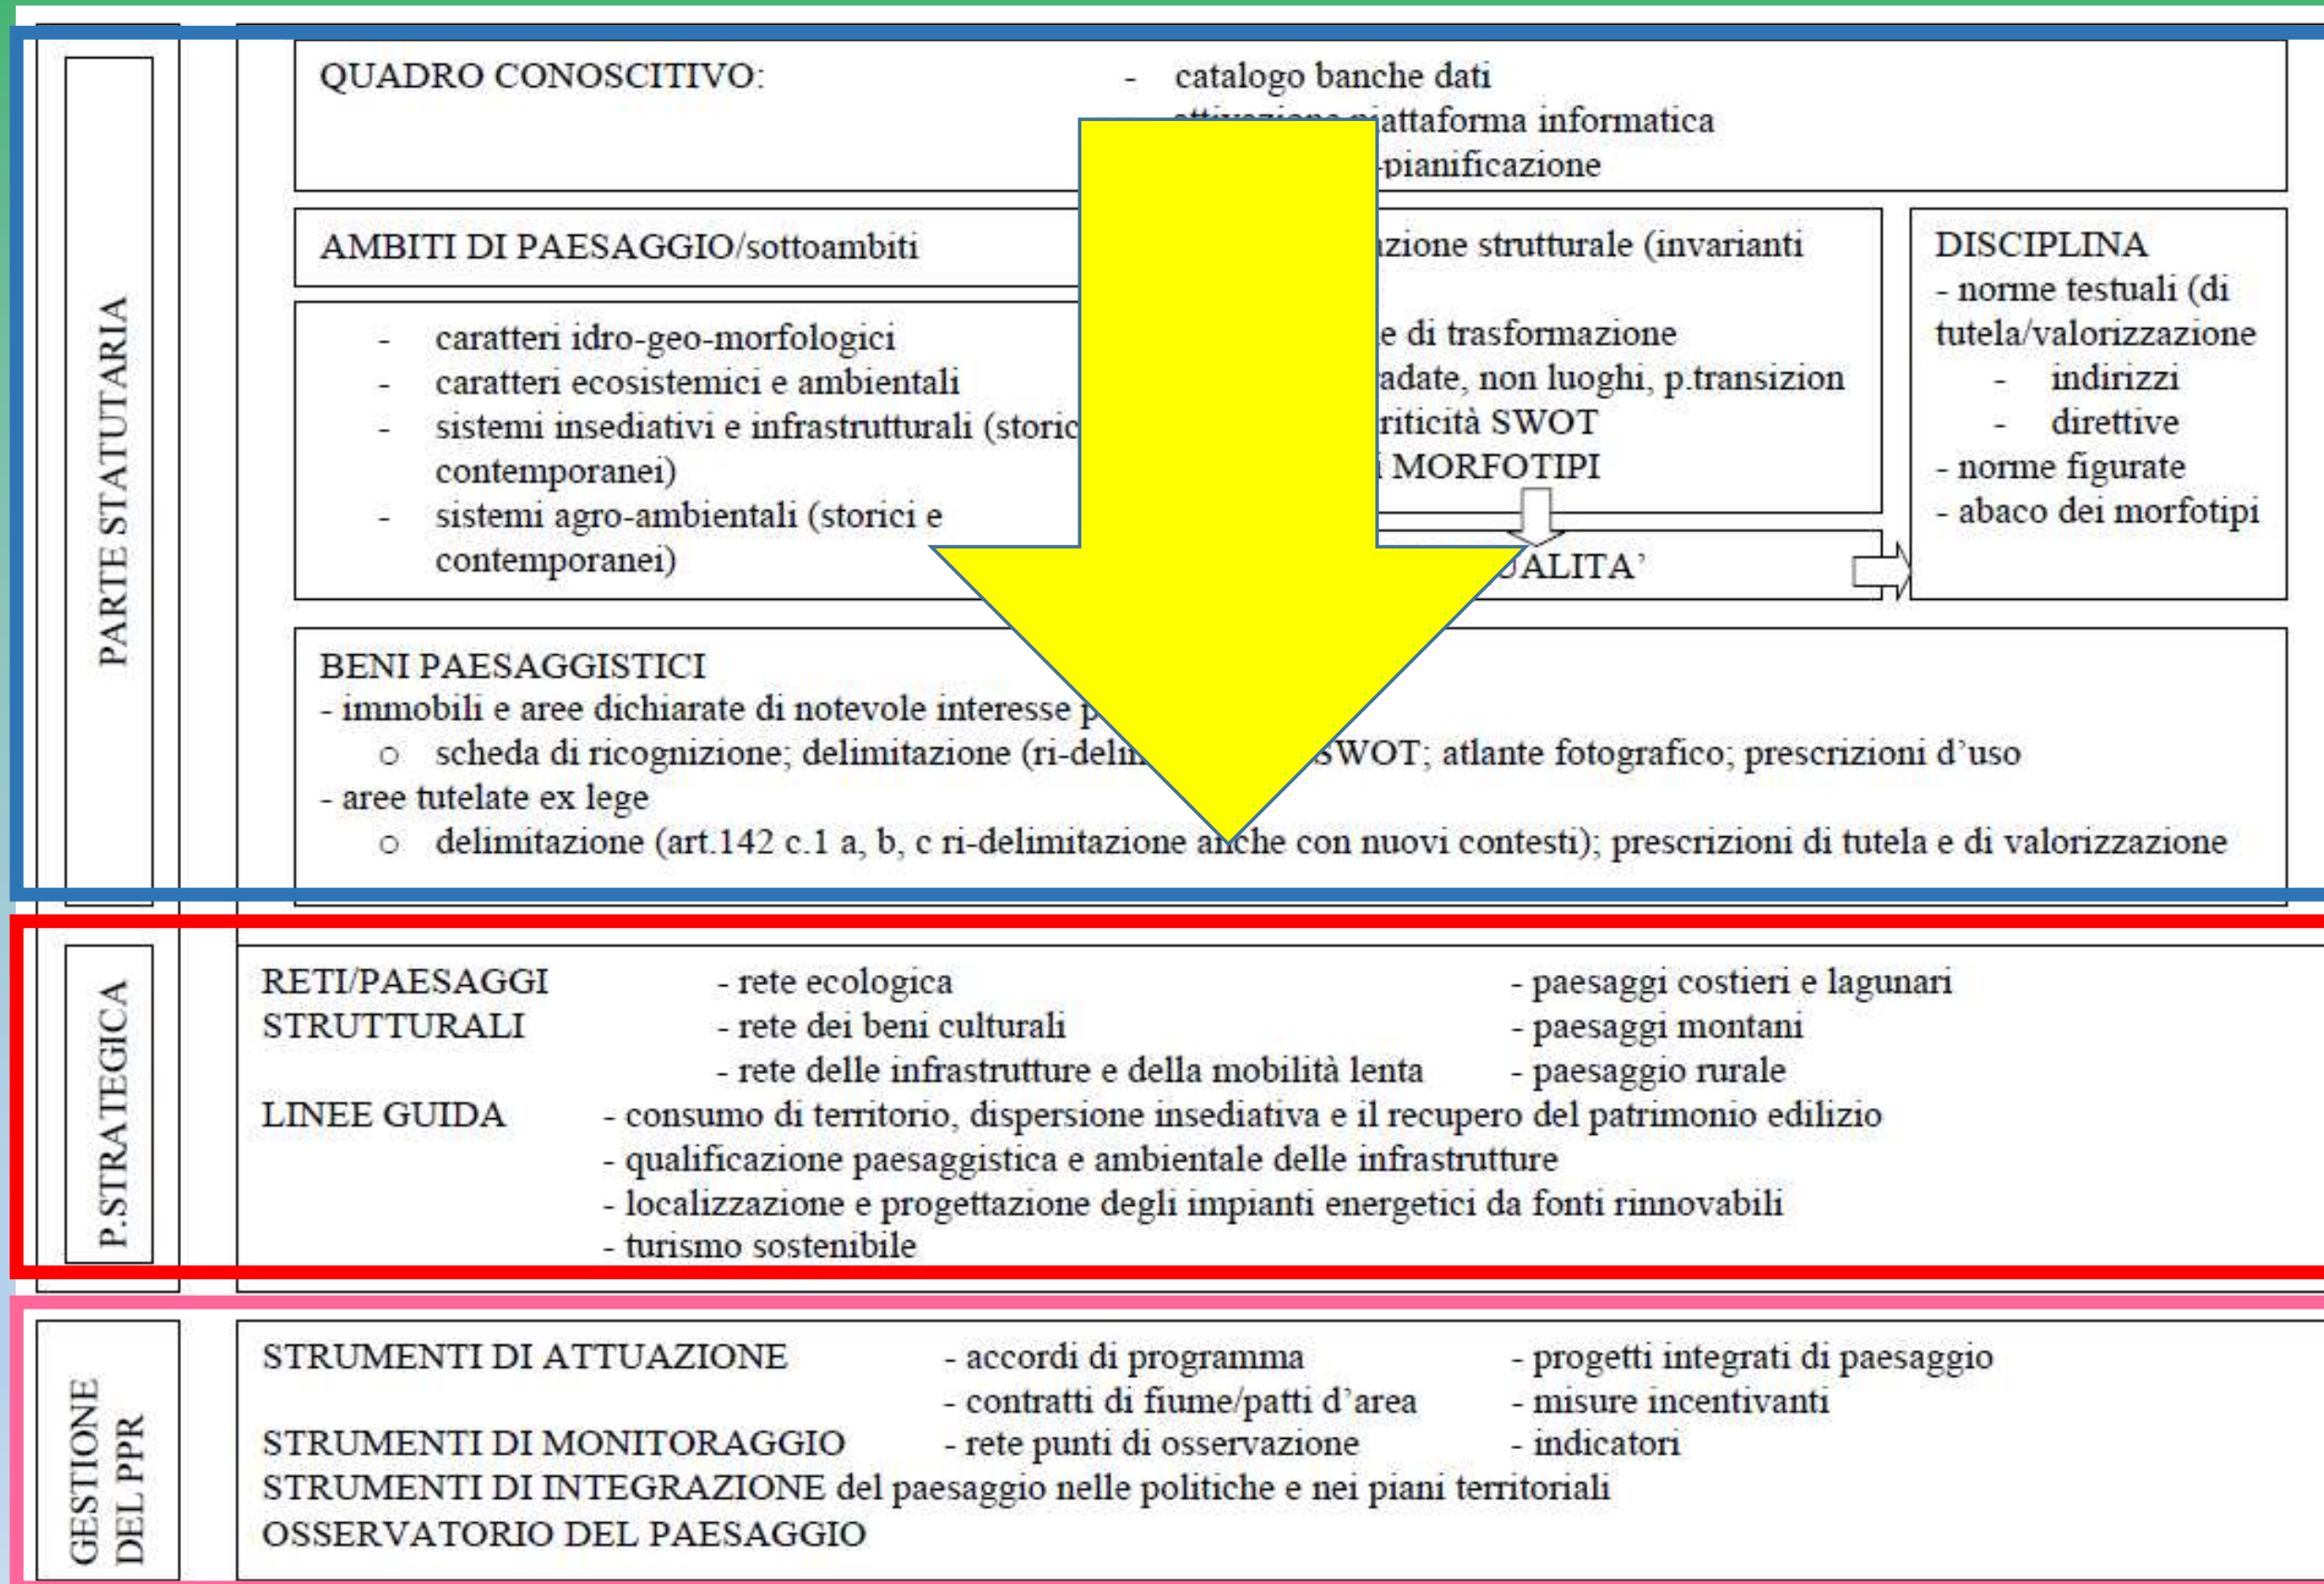 PARTE STATUTARIA
QUADRO CONOSCITIVO:
- catalogo banche dati
attivazione piattaforma informatica
-pianificazione
AMBITI DI PAESAGGIO/sottoambiti
- caratteri idro-geo-morfologici
- caratteri ecosistemici e ambientali
- sistemi insediativi e infrastrutturali (storic
contemporanei)
- sistemi agro-ambientali (storici e
contemporanei)
strutturale (invarianti
di trasformazione
non luoghi, p.transizion
SWOT
MORFOTIPI
DISCIPLINA
- norme testuali (di
tutela/valorizzazione
- indirizzi
- direttive
- norme figurate
- abaco dei morfotipi
BENI PAESAGGISTICI
- immobili e aree dichiarate di notevole interesse
o scheda di ricognizione; delimitazione SWOT; atlante fotografico; prescrizioni d’uso
- aree tutelate ex lege
o delimitazione (art.142 c.1 a, b, c ri-delimitazione anche con nuovi contesti); prescrizioni di tutela e di valorizzazione
P.STRATEGICA
RETI/PAESAGGI - rete ecologica - paesaggi costieri e lagunari
STRUTTURALI - rete dei beni culturali - paesaggi montani
- rete delle infrastrutture e della mobilità lenta - paesaggio rurale
LINEE GUIDA - consumo di territorio, dispersione insediativa e il recupero del patrimonio edilizio
- qualificazione paesaggistica e ambientale delle infrastrutture
- localizzazione e progettazione degli impianti energetici da fonti rinnovabili
- turismo sostenibile
GESTIONE
DEL PPR
STRUMENTI DI ATTUAZIONE - accordi di programma - progetti integrati di paesaggio
- contratti di fiume/patti d’area - misure incentivanti
STRUMENTI DI MONITORAGGIO - rete punti di osservazione - indicatori
STRUMENTI DI INTEGRAZIONE del paesaggio nelle politiche e nei piani territoriali
OSSERVATORIO DEL PAESAGGIO